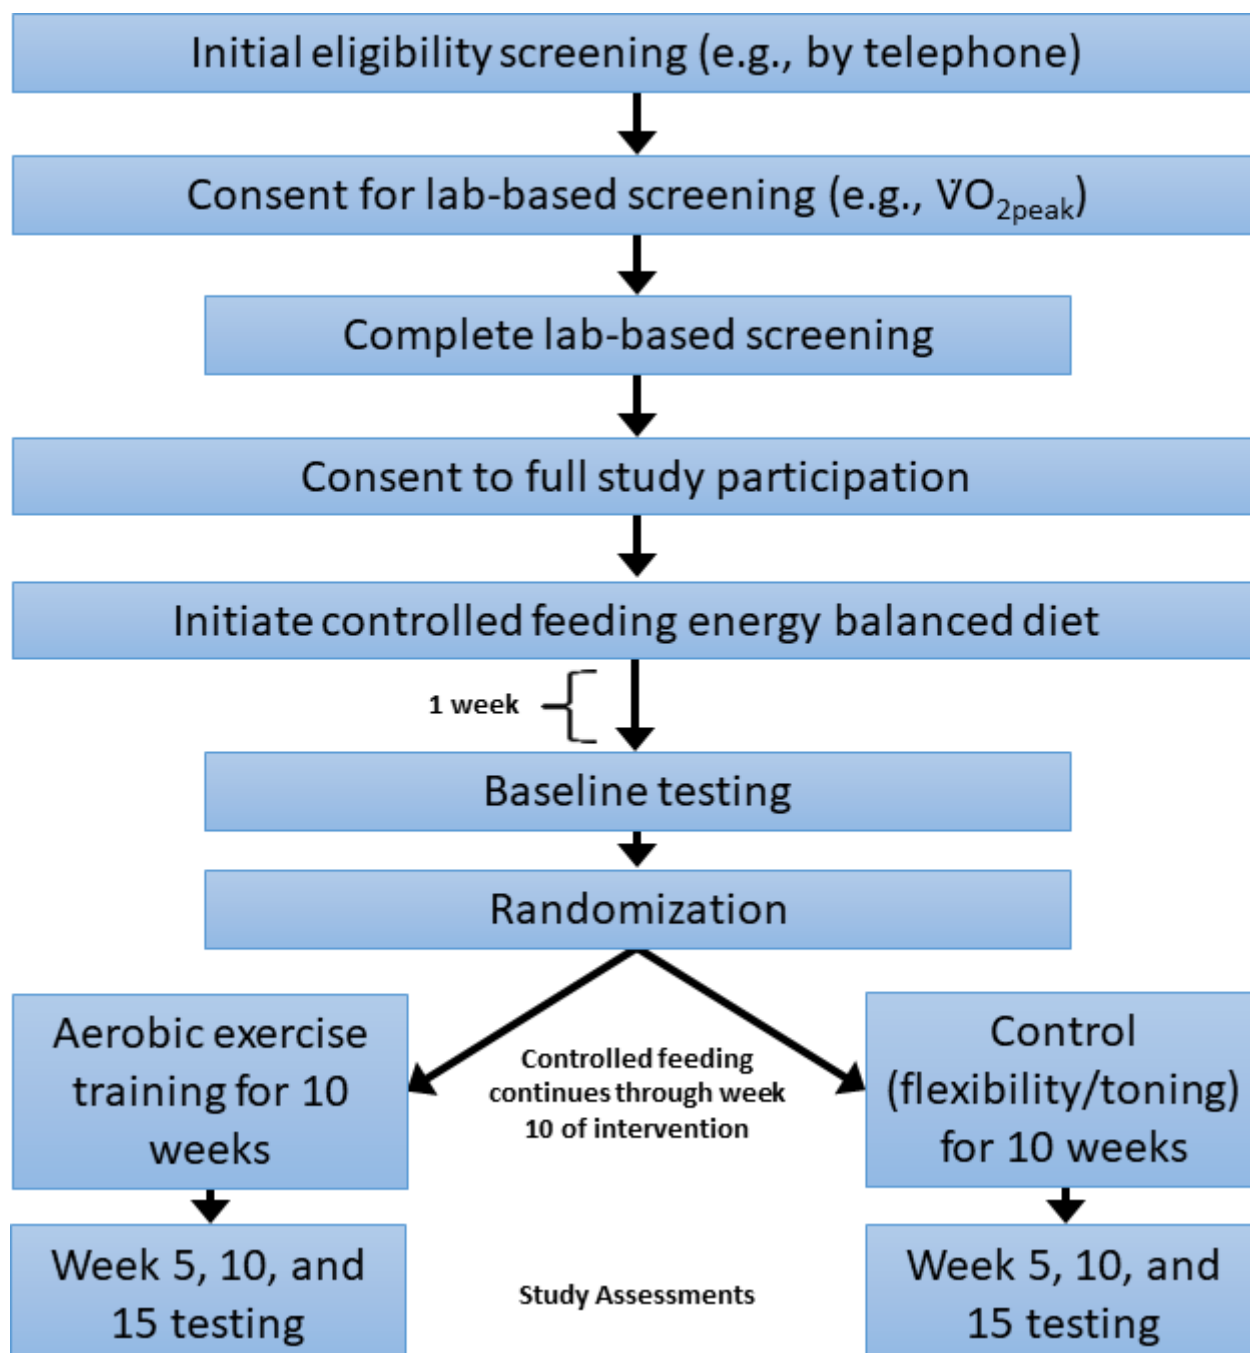 Initial eligibility screening (e.g., by telephone)
Consent for lab-based screening (e.g., V̈O₂peak)
Complete lab-based screening
Consent to full study participation
Initiate controlled feeding energy balanced diet
1 week
Baseline testing
Randomization
Aerobic exercise
training for 10
weeks
Controlled feeding
continues through week
10 of intervention
Control
(flexibility/toning)
for 10 weeks
Week 5, 10, and
15 testing
Study Assessments
Week 5, 10, and
15 testing